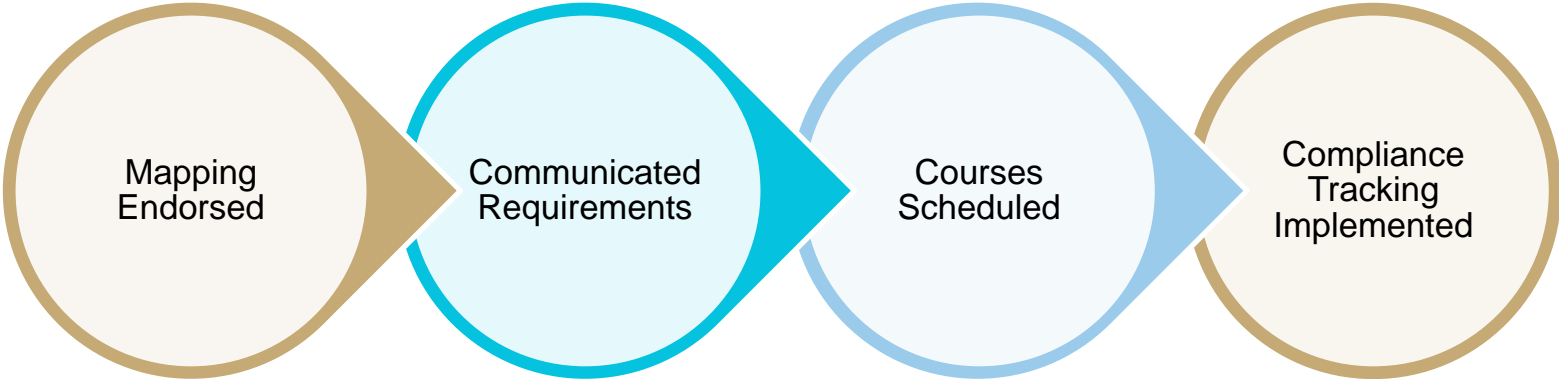 Mapping
Endorsed
Communicated
Requirements
Courses
Scheduled
Compliance
Tracking
Implemented